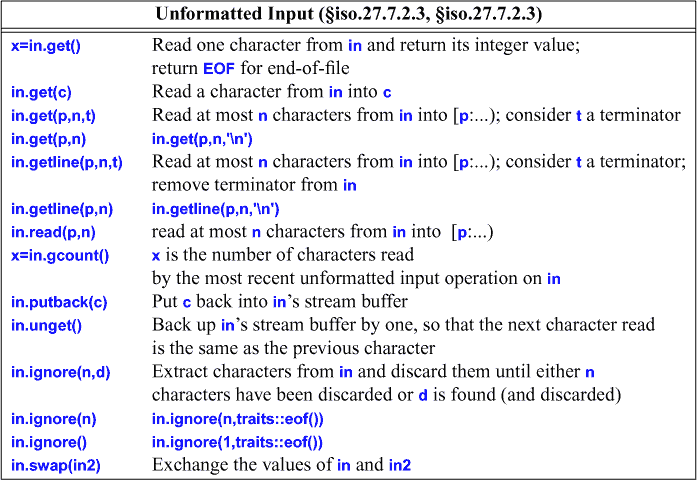 Unformatted Input (§iso.27.7.2.3, §iso.27.7.2.3)
x=in.get() Read one character from in and return its integer value;
return EOF for end-of-file
in.get(c) Read a character from in into c
in.get(p,n,t) Read at most n characters from in into [p:...); consider t a terminator
in.get(p,n) in.get(p,n,'\n')
in.getline(p,n,t) Read at most n characters from in into [p:...); consider t a terminator;
remove terminator from in
in.getline(p,n) in.getline(p,n,'\n')
in.read(p,n) read at most n characters from in into [p:...)
x=in.gcount() x is the number of characters read
by the most recent unformatted input operation on in
in.putback(c) Put c back into in’s stream buffer
in.unget() Back up in’s stream buffer by one, so that the next character read
is the same as the previous character
in.ignore(n,d) Extract characters from in and discard them until either n
characters have been discarded or d is found (and discarded)
in.ignore(n) in.ignore(n,traits::eof())
in.ignore() in.ignore(1,traits::eof())
in.swap(in2) Exchange the values of in and in2